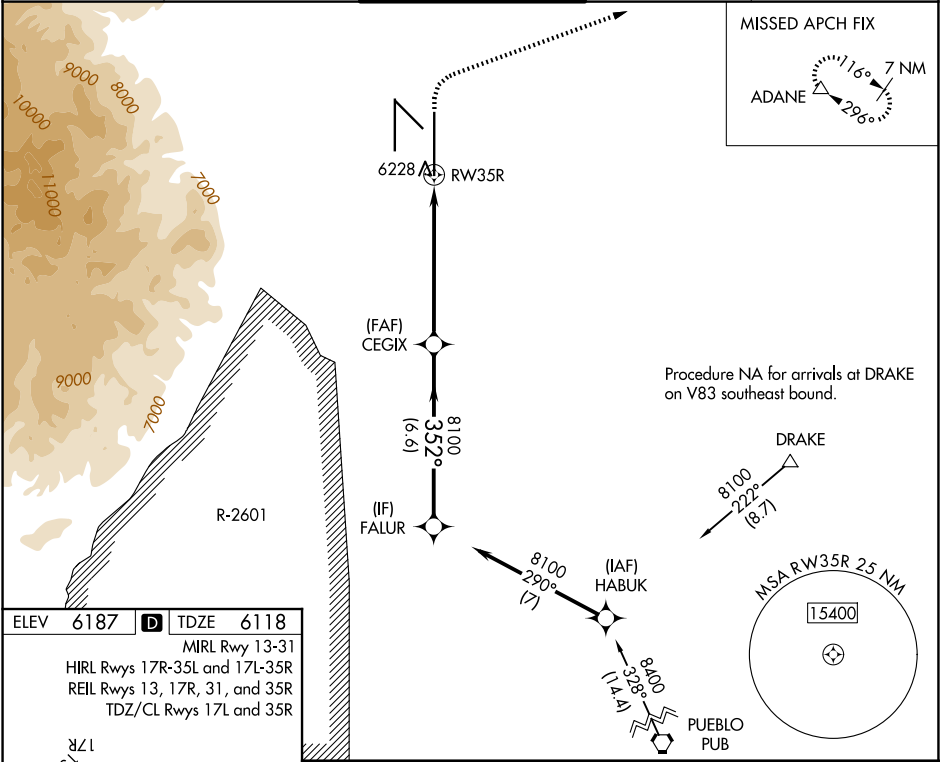 MISSED APCH FIX
7 NM
116°
ADANE
296°
9000
8000
10000
11000
7000
6228
RW35R
(FAF)
CEGIX
9000
7000
8100
352°
(6.6)
Procedure NA for arrivals at DRAKE
on V83 southeast bound.
DRAKE
8100
222°
(8.7)
R-2601
(IF)
FALUR
8100
290°
(7)
(IAF)
HABUK
MSA RW35R 25 NM
15400
8400
328°
(14.4)
PUEBLO
PUB
ELEV 6187 D TDZE 6118
MIRL Rwy 13-31
HIRL Rwys 17R-35L and 17L-35R
REIL Rwys 13, 17R, 31, and 35R
TDZ/CL Rwys 17L and 35R
17R